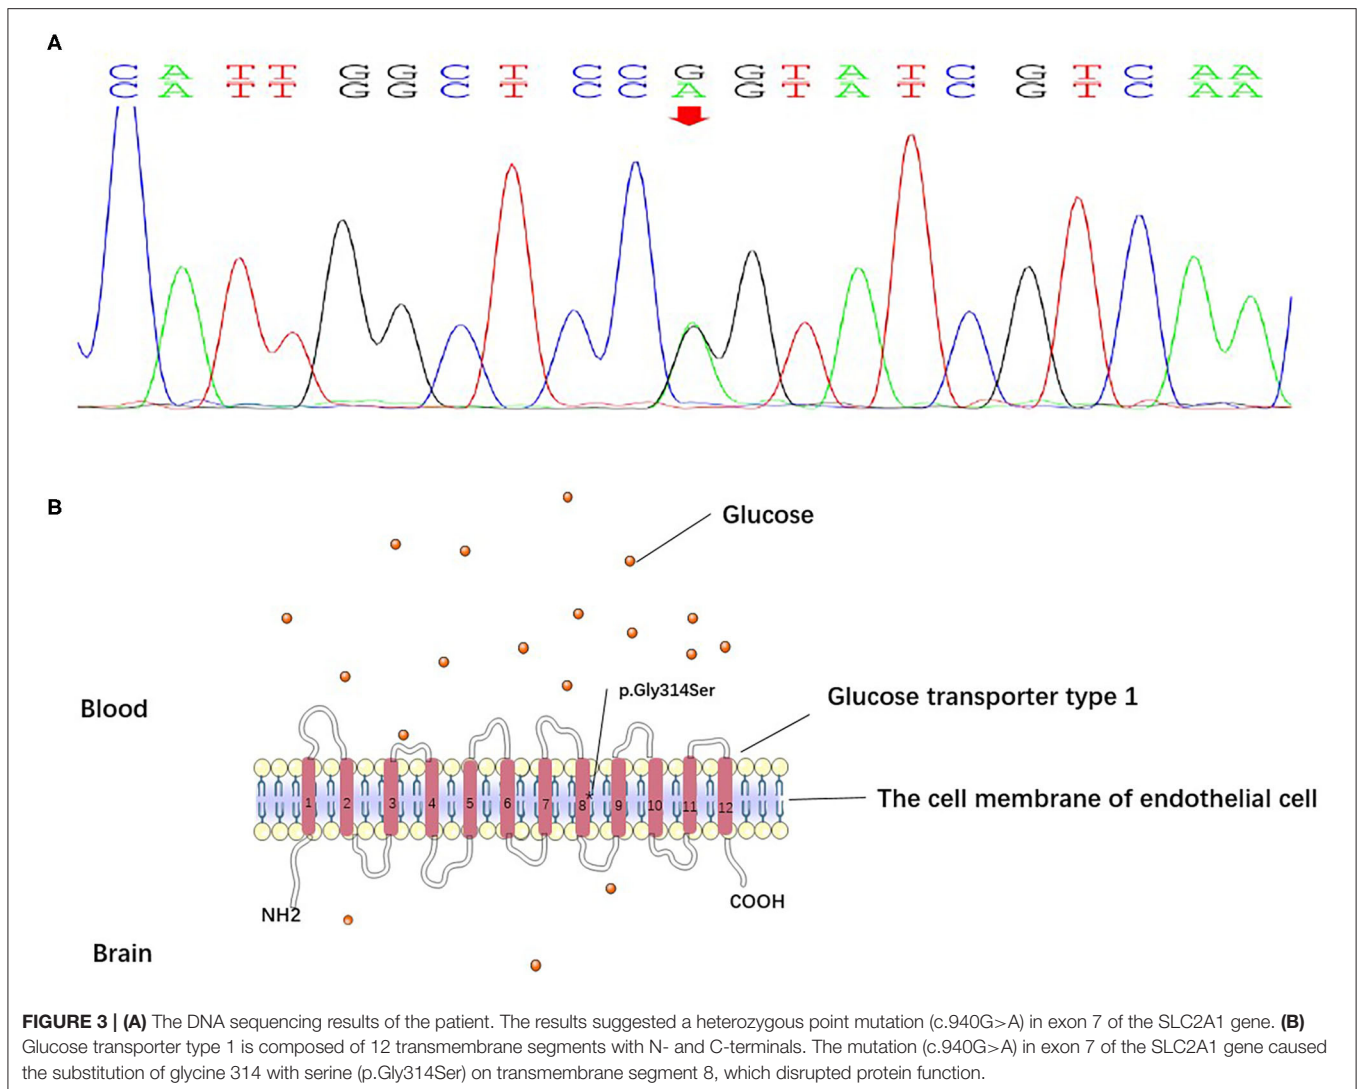 A
C A T T G G C T C C G G T A T C G T C A A
C A T T G G C T C C A G T A T C G T C A A
B
Glucose
p.Gly314Ser
Blood
Glucose transporter type 1
1 2 3 4 5 6 7 8* 9 10 11 12
The cell membrane of endothelial cell
NH2
COOH
Brain
FIGURE 3 | (A) The DNA sequencing results of the patient. The results suggested a heterozygous point mutation (c.940G>A) in exon 7 of the SLC2A1 gene. (B)
Glucose transporter type 1 is composed of 12 transmembrane segments with N- and C-terminals. The mutation (c.940G>A) in exon 7 of the SLC2A1 gene caused
the substitution of glycine 314 with serine (p.Gly314Ser) on transmembrane segment 8, which disrupted protein function.